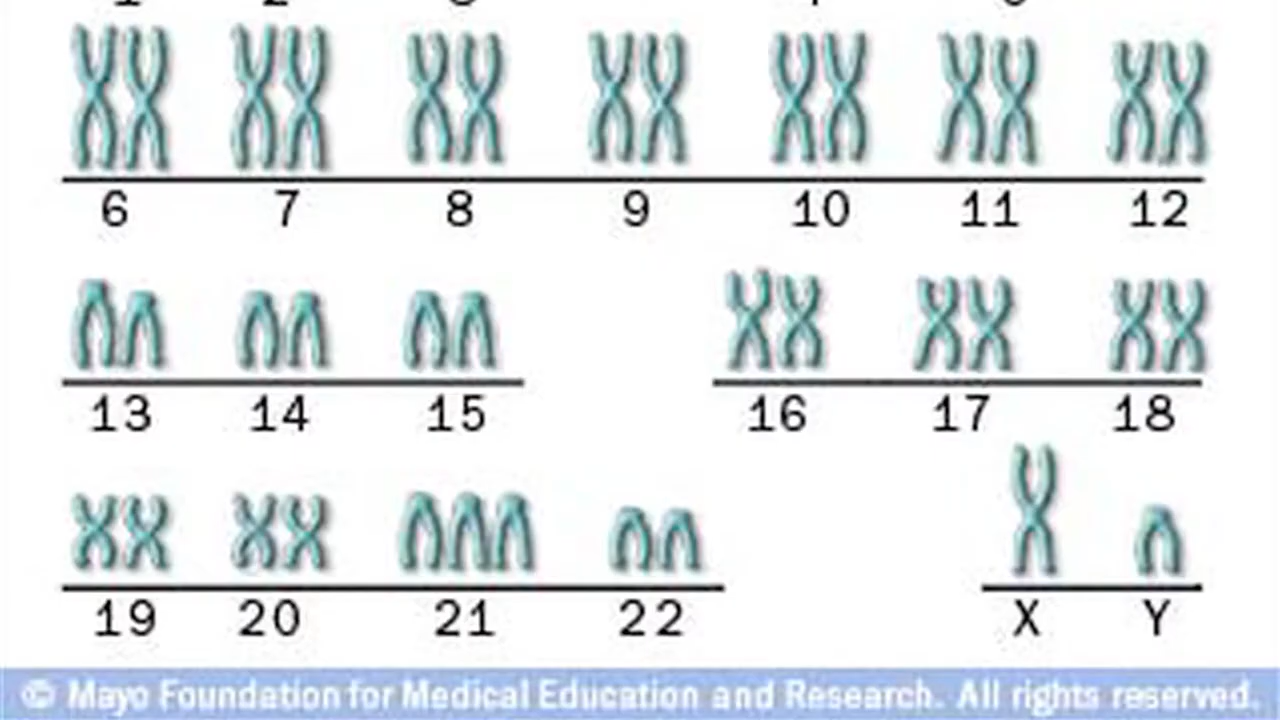 6 7 8 9 10 11 12
13 14 15 16 17 18
19 20 21 22 X Y
© Mayo Foundation for Medical Education and Research. All rights reserved.